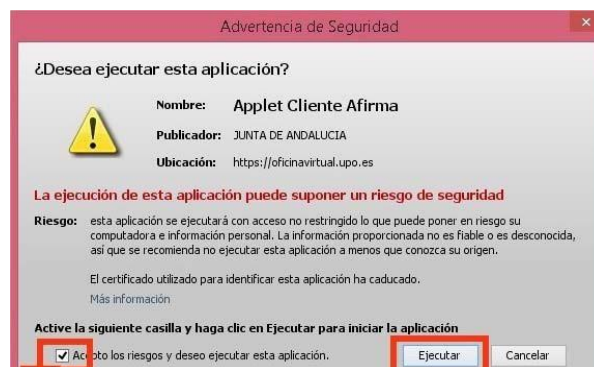 Advertencia de Seguridad
¿Desea ejecutar esta aplicación?
Nombre: Applet Cliente Afirma
Publicador: JUNTA DE ANDALUCIA
Ubicación: https://oficinavirtual.upo.es
La ejecución de esta aplicación puede suponer un riesgo de seguridad
Riesgo: esta aplicación se ejecutará con acceso no restringido lo que puede poner en riesgo su
computadora e información personal. La información proporcionada no es fiable o es desconocida,
así que se recomienda no ejecutar esta aplicación a menos que conozca su origen.
El certificado utilizado para identificar esta aplicación ha caducado.
Más información
Active la siguiente casilla y haga clic en Ejecutar para iniciar la aplicación
Acepto los riesgos y deseo ejecutar esta aplicación. Ejecutar Cancelar